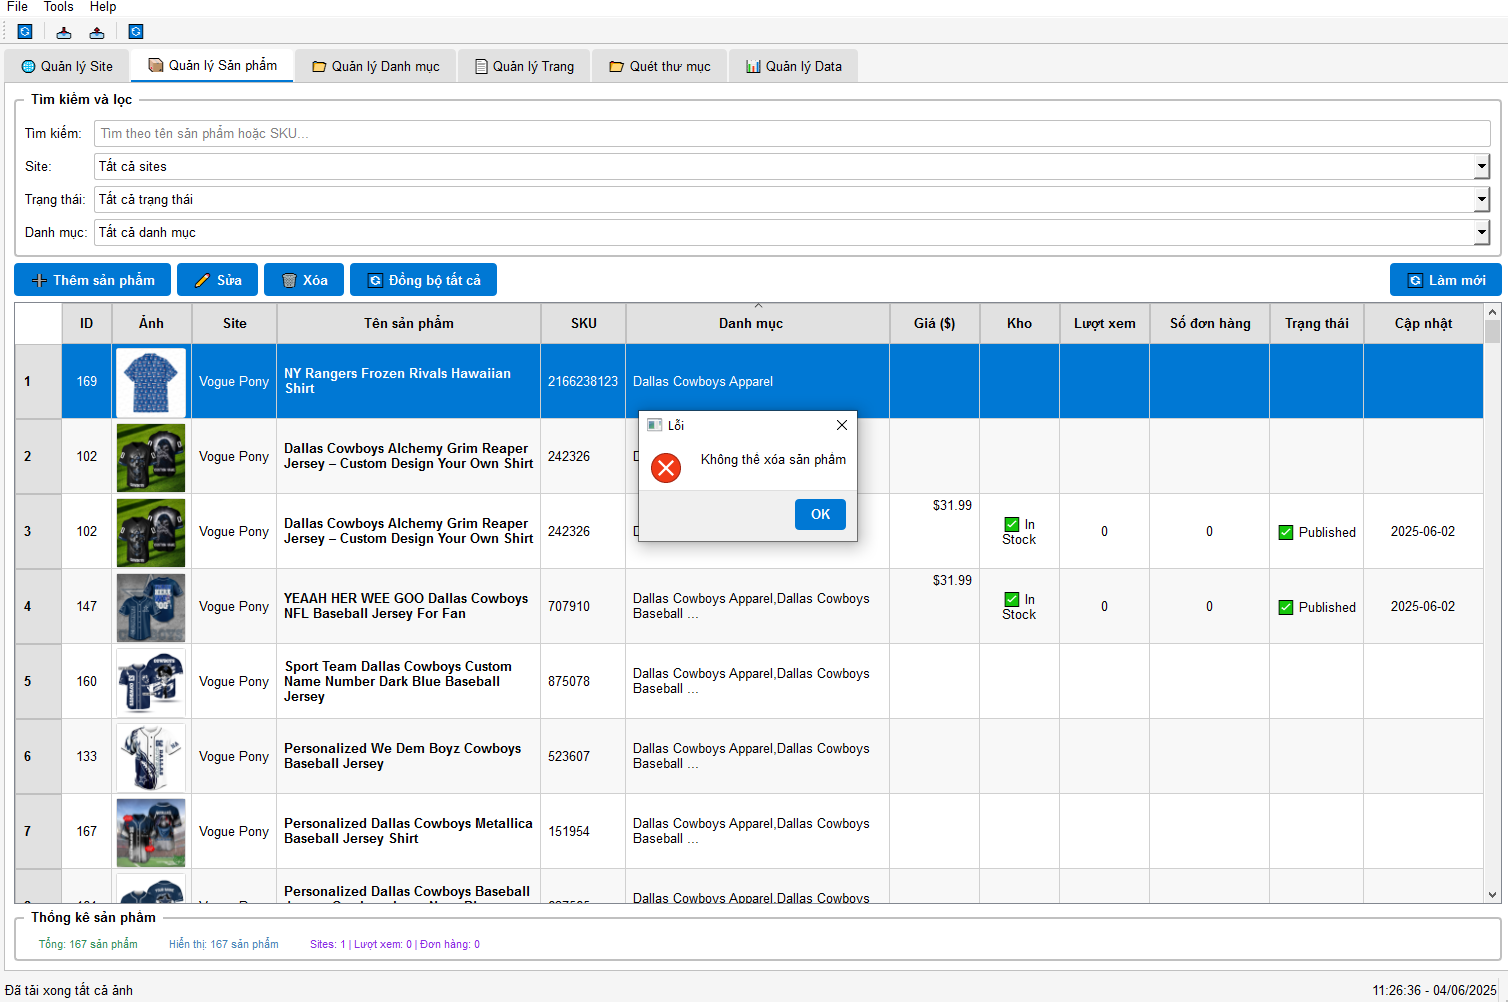 File Tools Help
Quản lý Site Quản lý Sản phẩm Quản lý Danh mục Quản lý Trang Quét thư mục Quản lý Data
Tìm kiếm và lọc
Tìm kiếm: Tìm theo tên sản phẩm hoặc SKU...
Site: Tất cả sites
Trạng thái: Tất cả trạng thái
Danh mục: Tất cả danh mục
Thêm sản phẩm Sửa Xóa Đồng bộ tất cả Làm mới
ID Ảnh Site Tên sản phẩm SKU Danh mục Giá ($) Kho Lượt xem Số đơn hàng Trạng thái Cập nhật
1 169 Vogue Pony NY Rangers Frozen Rivals Hawaiian Shirt 2166238123 Dallas Cowboys Apparel
2 102 Vogue Pony Dallas Cowboys Alchemy Grim Reaper Jersey – Custom Design Your Own Shirt 242326
Lỗi
Không thể xóa sản phẩm
OK
3 102 Vogue Pony Dallas Cowboys Alchemy Grim Reaper Jersey – Custom Design Your Own Shirt 242326 $31.99 In Stock 0 0 Published 2025-06-02
4 147 Vogue Pony YEAAH HER WEE GOO Dallas Cowboys NFL Baseball Jersey For Fan 707910 Dallas Cowboys Apparel,Dallas Cowboys Baseball ... $31.99 In Stock 0 0 Published 2025-06-02
5 160 Vogue Pony Sport Team Dallas Cowboys Custom Name Number Dark Blue Baseball Jersey 875078 Dallas Cowboys Apparel,Dallas Cowboys Baseball ...
6 133 Vogue Pony Personalized We Dem Boyz Cowboys Baseball Jersey 523607 Dallas Cowboys Apparel,Dallas Cowboys Baseball ...
7 167 Vogue Pony Personalized Dallas Cowboys Metallica Baseball Jersey Shirt 151954 Dallas Cowboys Apparel,Dallas Cowboys Baseball ...
Personalized Dallas Cowboys Baseball Dallas Cowboys Apparel,Dallas Cowboys
Thống kê sản phẩm
Tổng: 167 sản phẩm Hiển thị: 167 sản phẩm Sites: 1 | Lượt xem: 0 | Đơn hàng: 0
Đã tải xong tất cả ảnh 11:26:36 - 04/06/2025